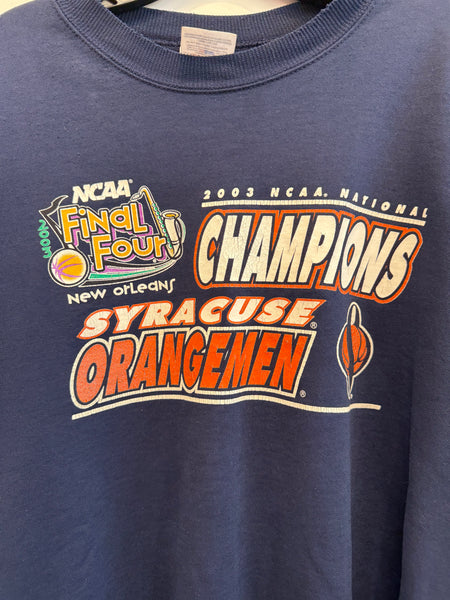 NCAA®
Final Four
2003
New Orleans
2003 NCAA® NATIONAL
CHAMPIONS
SYRACUSE
ORANGEMEN®